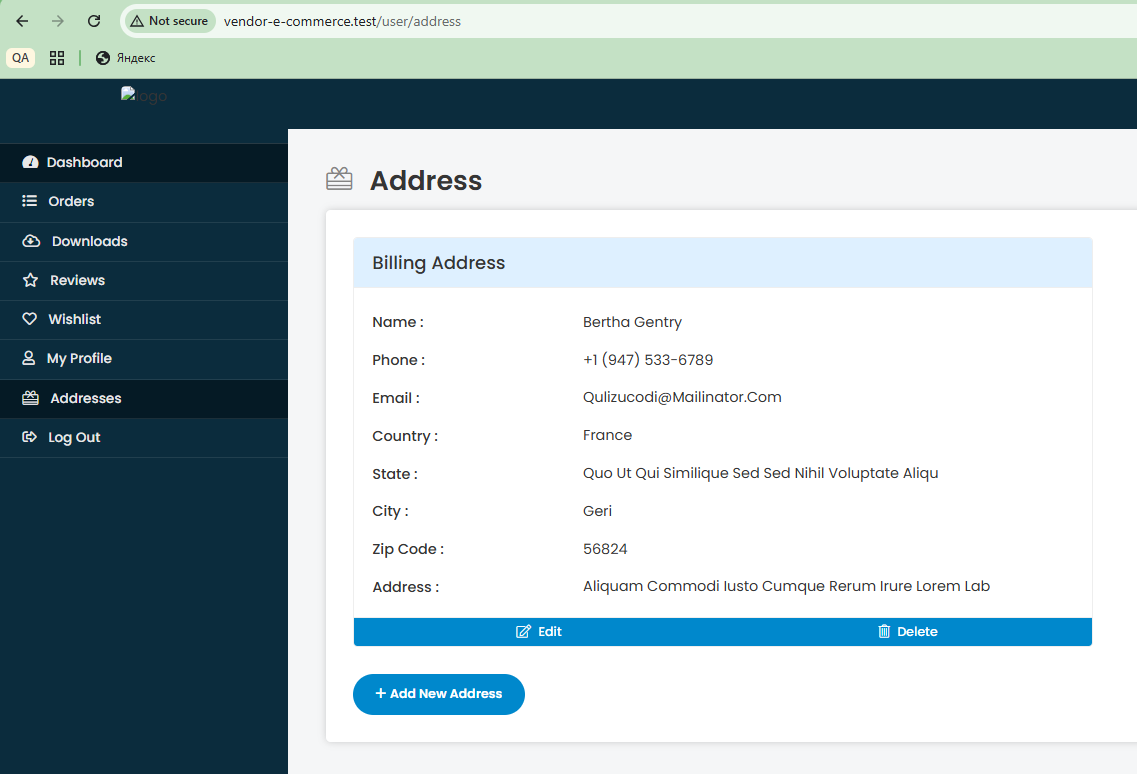 Not secure vendor-e-commerce.test/user/address
QA Яндекс
logo
Dashboard
Orders
Downloads
Reviews
Wishlist
My Profile
Addresses
Log Out
Address
Billing Address
Name : Bertha Gentry
Phone : +1 (947) 533-6789
Email : Qulizucodi@Mailinator.Com
Country : France
State : Quo Ut Qui Similique Sed Sed Nihil Voluptate Aliqu
City : Geri
Zip Code : 56824
Address : Aliquam Commodi Iusto Cumque Rerum Irure Lorem Lab
Edit Delete
+ Add New Address